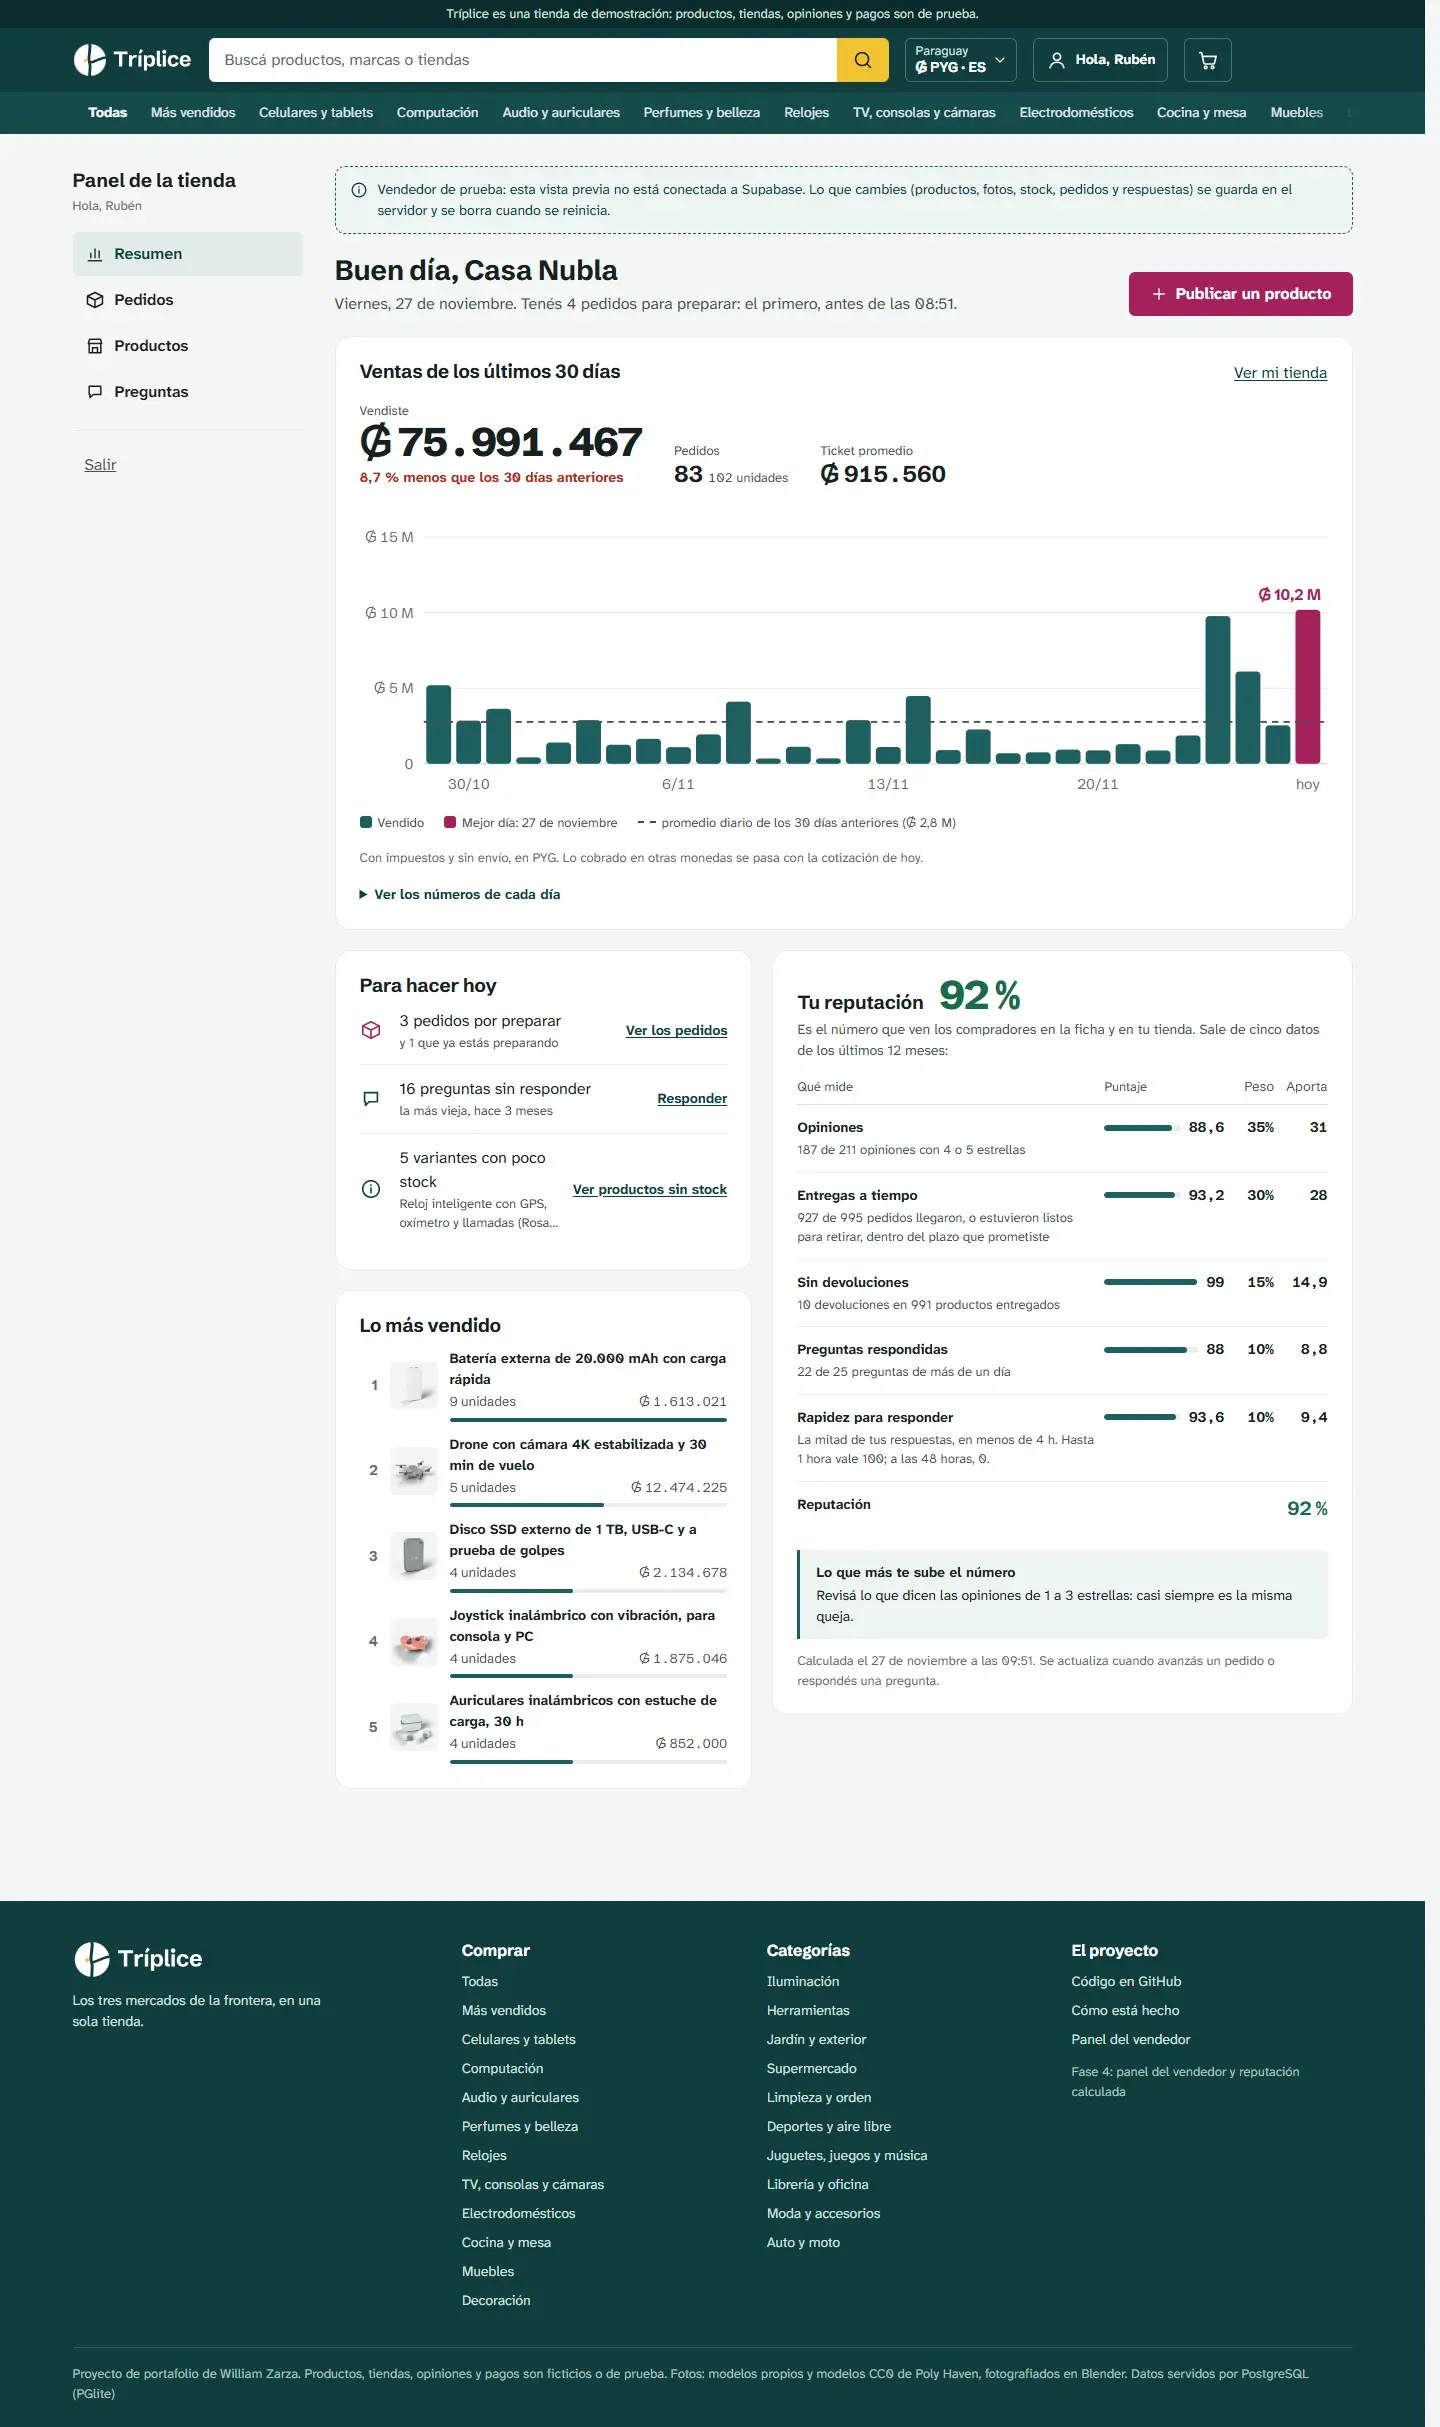 Tríplice es una tienda de demostración: productos, tiendas, opiniones y pagos son de prueba.
Tríplice
Buscá productos, marcas o tiendas
Paraguay
₲ PYG · ES
Hola, Rubén
Todas
Más vendidos
Celulares y tablets
Computación
Audio y auriculares
Perfumes y belleza
Relojes
TV, consolas y cámaras
Electrodomésticos
Cocina y mesa
Muebles
Panel de la tienda
Hola, Rubén
Resumen
Pedidos
Productos
Preguntas
Salir
Vendedor de prueba: esta vista previa no está conectada a Supabase. Lo que cambies (productos, fotos, stock, pedidos y respuestas) se guarda en el
servidor y se borra cuando se reinicia.
Buen día, Casa Nubla
Viernes, 27 de noviembre. Tenés 4 pedidos para preparar: el primero, antes de las 08:51.
Publicar un producto
Ventas de los últimos 30 días
Ver mi tienda
Vendiste
₲ 75.991.467
8,7 % menos que los 30 días anteriores
Pedidos
83 102 unidades
Ticket promedio
₲ 915.560
₲ 15 M
₲ 10 M
₲ 5 M
0
₲ 10,2 M
30/10
6/11
13/11
20/11
hoy
Vendido
Mejor día: 27 de noviembre
promedio diario de los 30 días anteriores (₲ 2,8 M)
Con impuestos y sin envío, en PYG. Lo cobrado en otras monedas se pasa con la cotización de hoy.
Ver los números de cada día
Para hacer hoy
3 pedidos por preparar
y 1 que ya estás preparando
Ver los pedidos
16 preguntas sin responder
la más vieja, hace 3 meses
Responder
5 variantes con poco
stock
Reloj inteligente con GPS,
oxímetro y llamadas (Rosa...
Ver productos sin stock
Lo más vendido
1
Batería externa de 20.000 mAh con carga
rápida
9 unidades
₲ 1.613.021
2
Drone con cámara 4K estabilizada y 30
min de vuelo
5 unidades
₲ 12.474.225
3
Disco SSD externo de 1 TB, USB-C y a
prueba de golpes
4 unidades
₲ 2.134.678
4
Joystick inalámbrico con vibración, para
consola y PC
4 unidades
₲ 1.875.046
5
Auriculares inalámbricos con estuche de
carga, 30 h
4 unidades
₲ 852.000
Tu reputación 92 %
Es el número que ven los compradores en la ficha y en tu tienda. Sale de cinco datos
de los últimos 12 meses:
Qué mide Puntaje Peso Aporta
Opiniones 88,6 35% 31
187 de 211 opiniones con 4 o 5 estrellas
Entregas a tiempo 93,2 30% 28
927 de 995 pedidos llegaron, o estuvieron listos
para retirar, dentro del plazo que prometiste
Sin devoluciones 99 15% 14,9
10 devoluciones en 991 productos entregados
Preguntas respondidas 88 10% 8,8
22 de 25 preguntas de más de un día
Rapidez para responder 93,6 10% 9,4
La mitad de tus respuestas, en menos de 4 h. Hasta
1 hora vale 100; a las 48 horas, 0.
Reputación 92 %
Lo que más te sube el número
Revisá lo que dicen las opiniones de 1 a 3 estrellas: casi siempre es la misma
queja.
Calculada el 27 de noviembre a las 09:51. Se actualiza cuando avanzás un pedido o
respondés una pregunta.
Tríplice
Los tres mercados de la frontera, en una
sola tienda.
Comprar
Todas
Más vendidos
Celulares y tablets
Computación
Audio y auriculares
Perfumes y belleza
Relojes
TV, consolas y cámaras
Electrodomésticos
Cocina y mesa
Muebles
Decoración
Categorías
Iluminación
Herramientas
Jardín y exterior
Supermercado
Limpieza y orden
Deportes y aire libre
Juguetes, juegos y música
Librería y oficina
Moda y accesorios
Auto y moto
El proyecto
Código en GitHub
Cómo está hecho
Panel del vendedor
Fase 4: panel del vendedor y reputación
calculada
Proyecto de portafolio de William Zarza. Productos, tiendas, opiniones y pagos son ficticios o de prueba. Fotos: modelos propios y modelos CC0 de Poly Haven, fotografiados en Blender. Datos servidos por PostgreSQL
(PGlite)